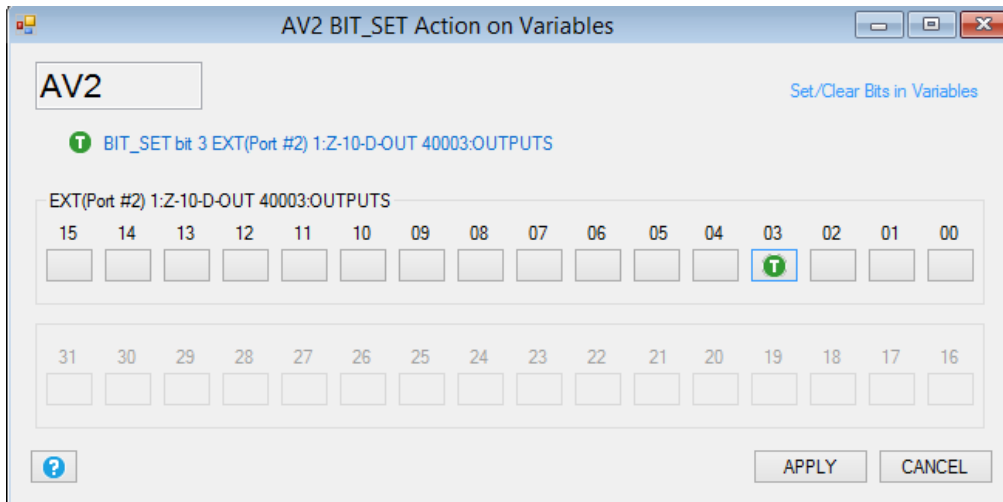 AV2 BIT_SET Action on Variables
AV2
Set/Clear Bits in Variables
T BIT_SET bit 3 EXT(Port #2) 1:Z-10-D-OUT 40003:OUTPUTS
EXT(Port #2) 1:Z-10-D-OUT 40003:OUTPUTS
15 14 13 12 11 10 09 08 07 06 05 04 03 02 01 00
T
31 30 29 28 27 26 25 24 23 22 21 20 19 18 17 16
? APPLY CANCEL